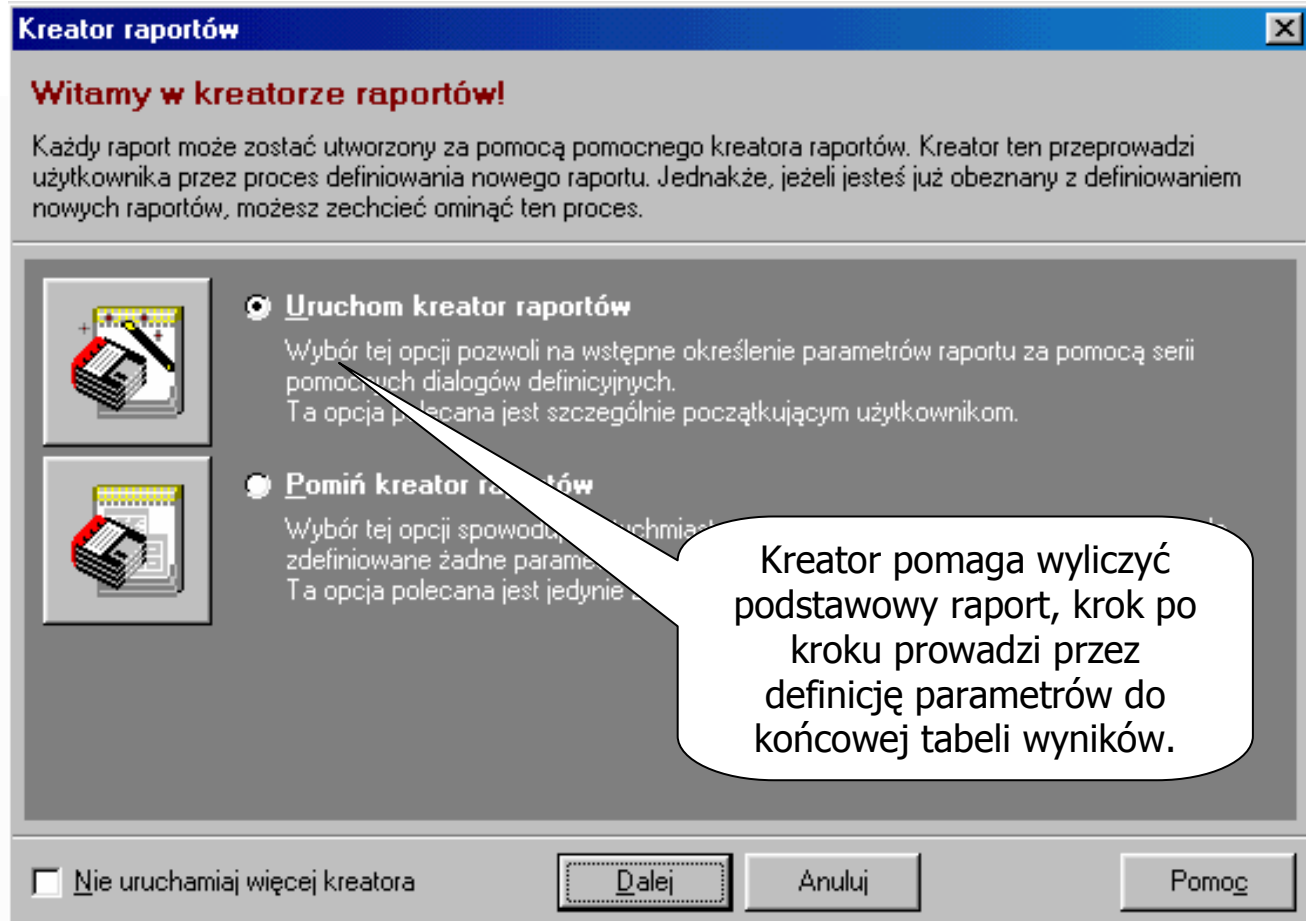 Kreator raportów
Witamy w kreatorze raportów!
Każdy raport może zostać utworzony za pomocą pomocnego kreatora raportów. Kreator ten przeprowadzi
użytkownika przez proces definiowania nowego raportu. Jednakże, jeżeli jesteś już obeznany z definiowaniem
nowych raportów, możesz zechcieć ominąć ten proces.
Uruchom kreator raportów
Wybór tej opcji pozwoli na wstępne określenie parametrów raportu za pomocą serii
pomocnych dialogów definicyjnych.
Ta opcja polecana jest szczególnie początkującym użytkownikom.
Pomiń kreator raportów
Wybór tej opcji
zdefiniowane żadne
Ta opcja polecana jest jedynie
Kreator pomaga wyliczyć
podstawowy raport, krok po
kroku prowadzi przez
definicję parametrów do
końcowej tabeli wyników.
Nie uruchamiaj więcej kreatora
Dalej
Anuluj
Pomoc